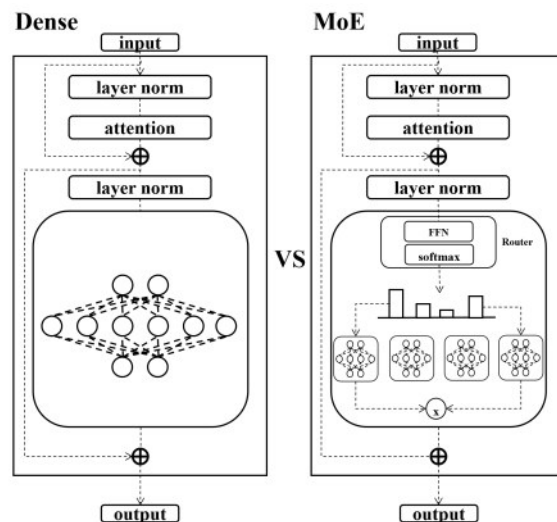 Dense
input
layer norm
attention
layer norm
output
VS
MoE
input
layer norm
attention
layer norm
FFN
softmax
Router
x
output